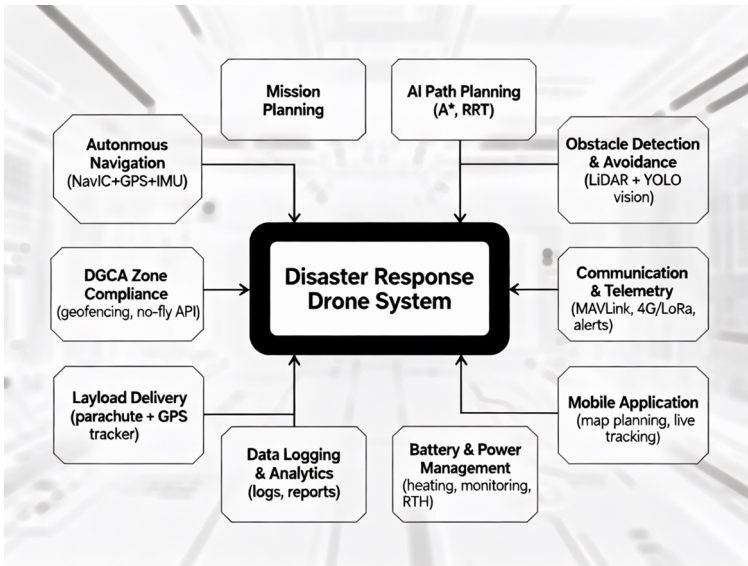 Mission
Planning
AI Path Planning
(A*, RRT)
Autonmous
Navigation
(NavIC+GPS+IMU)
Obstacle Detection
& Avoidance
(LiDAR + YOLO
vision)
DGCA Zone
Compliance
(geofencing, no-fly API)
Disaster Response
Drone System
Communication
& Telemetry
(MAVLink, 4G/LoRa,
alerts)
Layload Delivery
(parachute + GPS
tracker)
Data Logging
& Analytics
(logs, reports)
Battery & Power
Management
(heating, monitoring,
RTH)
Mobile Application
(map planning, live
tracking)